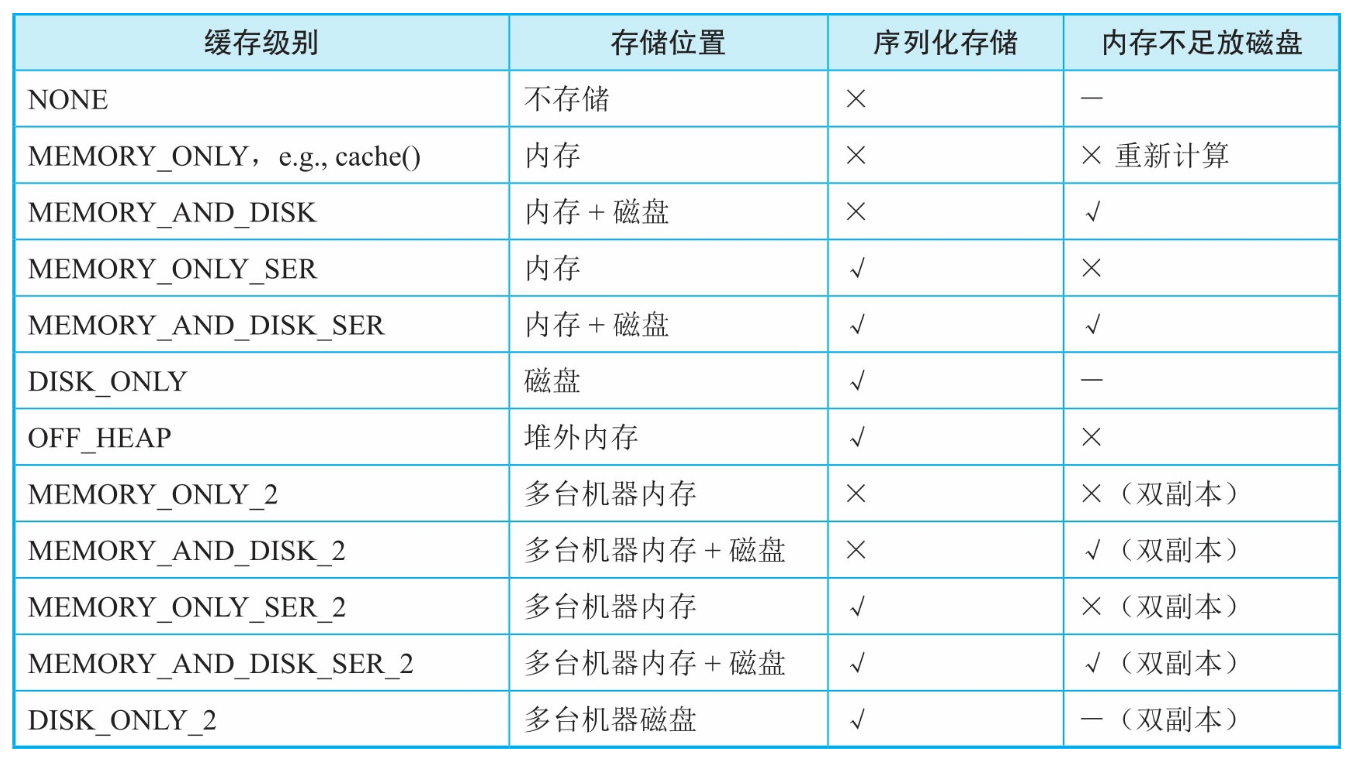 缓存级别 存储位置 序列化存储 内存不足放磁盘
NONE 不存储 × —
MEMORY_ONLY，e.g., cache() 内存 × × 重新计算
MEMORY_AND_DISK 内存 + 磁盘 × √
MEMORY_ONLY_SER 内存 √ ×
MEMORY_AND_DISK_SER 内存 + 磁盘 √ √
DISK_ONLY 磁盘 √ —
OFF_HEAP 堆外内存 √ ×
MEMORY_ONLY_2 多台机器内存 × ×（双副本）
MEMORY_AND_DISK_2 多台机器内存 + 磁盘 × √（双副本）
MEMORY_ONLY_SER_2 多台机器内存 √ ×（双副本）
MEMORY_AND_DISK_SER_2 多台机器内存 + 磁盘 √ √（双副本）
DISK_ONLY_2 多台机器磁盘 √ —（双副本）